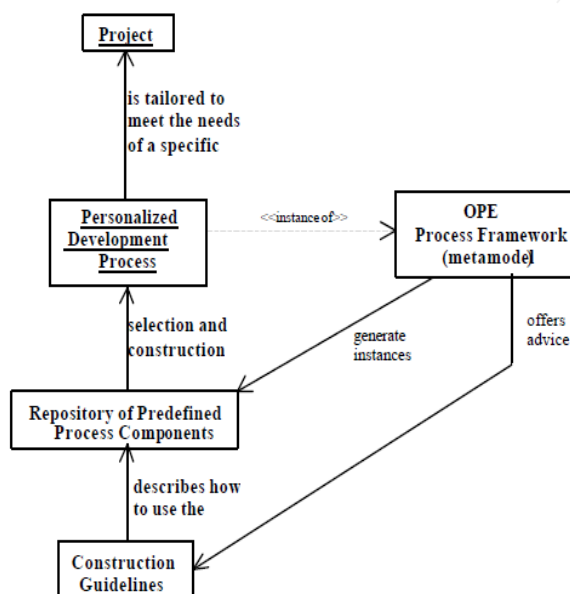 Project
is tailored to
meet the needs
of a specific
Personalized
Development
Process
<<instance of>>
OPE
Process Framework
(metamodel
selection and
construction
generate
instances
offers
advice
Repository of Predefined
Process Components
describes how
to use the
Construction
Guidelines